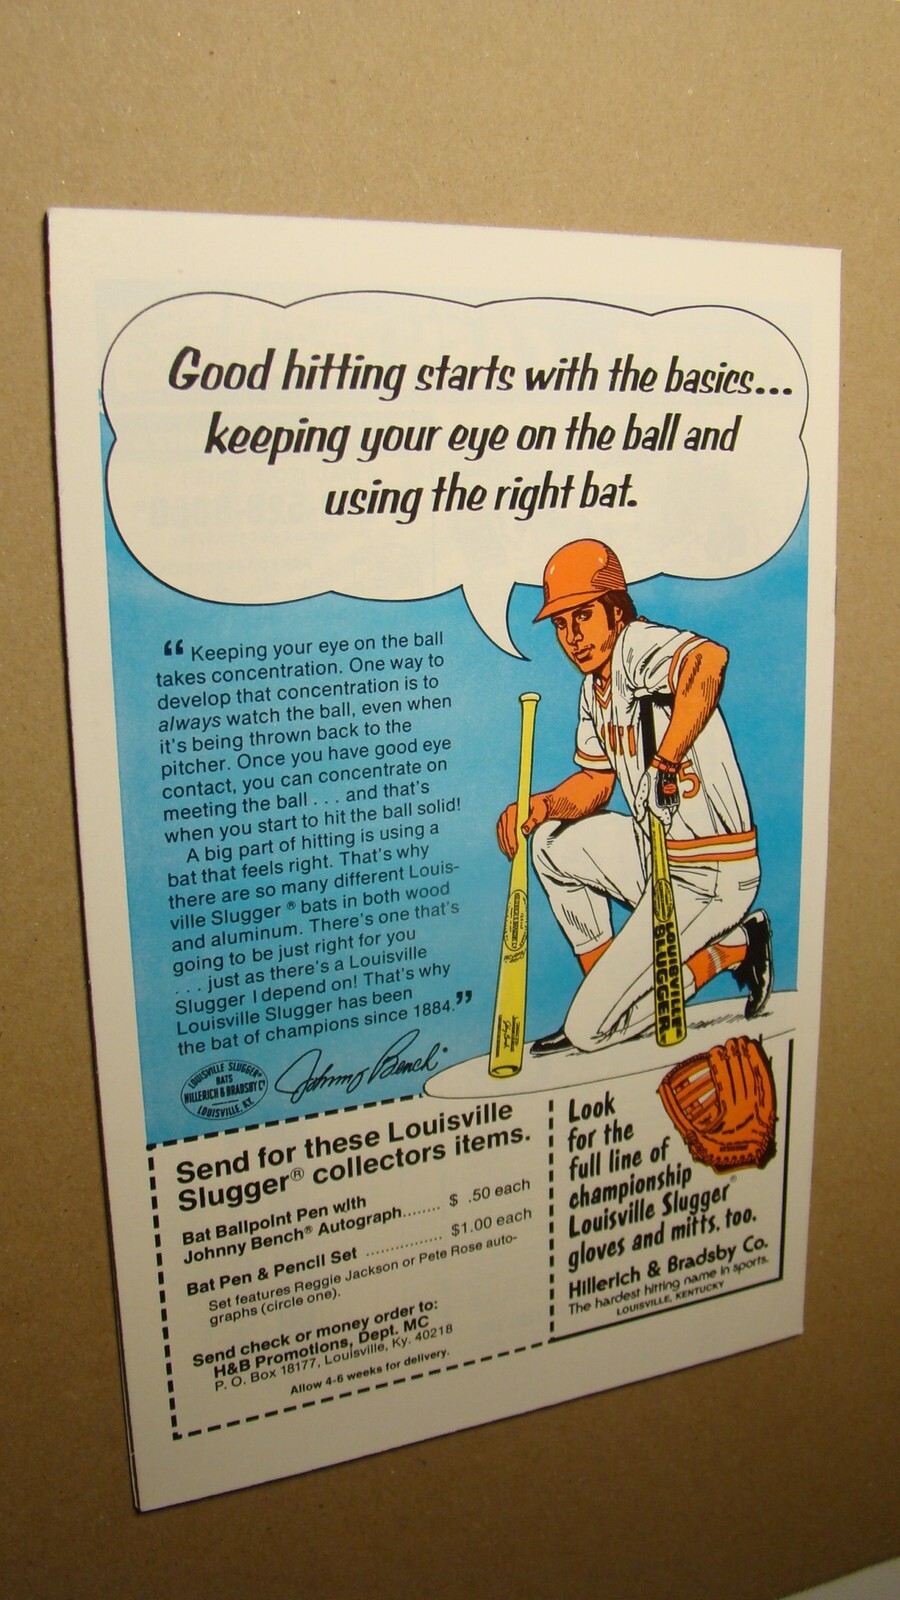 Good hitting starts with the basics...
keeping your eye on the ball and
using the right bat.
“Keeping your eye on the ball
takes concentration. One way to
develop that concentration is to
always watch the ball, even when
it's being thrown back to the
pitcher. Once you have good eye
contact, you can concentrate on
meeting the ball . . . and that's
when you start to hit the ball solid!
A big part of hitting is using a
bat that feels right. That's why
there are so many different Louis-
ville Slugger® bats in both wood
and aluminum. There's one that's
going to be just right for you
. . . just as there's a Louisville
Slugger I depend on! That's why
Louisville Slugger has been
the bat of champions since 1884.”
LOUISVILLE SLUGGER®
BATS
HILLERICH & BRADSBY Co
LOUISVILLE, KY.
Johnny Bench
5
LOUISVILLE
SLUGGER
Send for these Louisville
Slugger® collectors items.
Bat Ballpoint Pen with
Johnny Bench® Autograph........ $ .50 each
Bat Pen & Pencil Set ................ $1.00 each
Set features Reggie Jackson or Pete Rose auto-
graphs (circle one).
Send check or money order to:
H&B Promotions, Dept. MC
P. O. Box 18177, Louisville, Ky. 40218
Allow 4-6 weeks for delivery.
Look
for the
full line of
championship
Louisville Slugger®
gloves and mitts, too.
Hillerich & Bradsby Co.
The hardest hitting name in sports.
LOUISVILLE, KENTUCKY